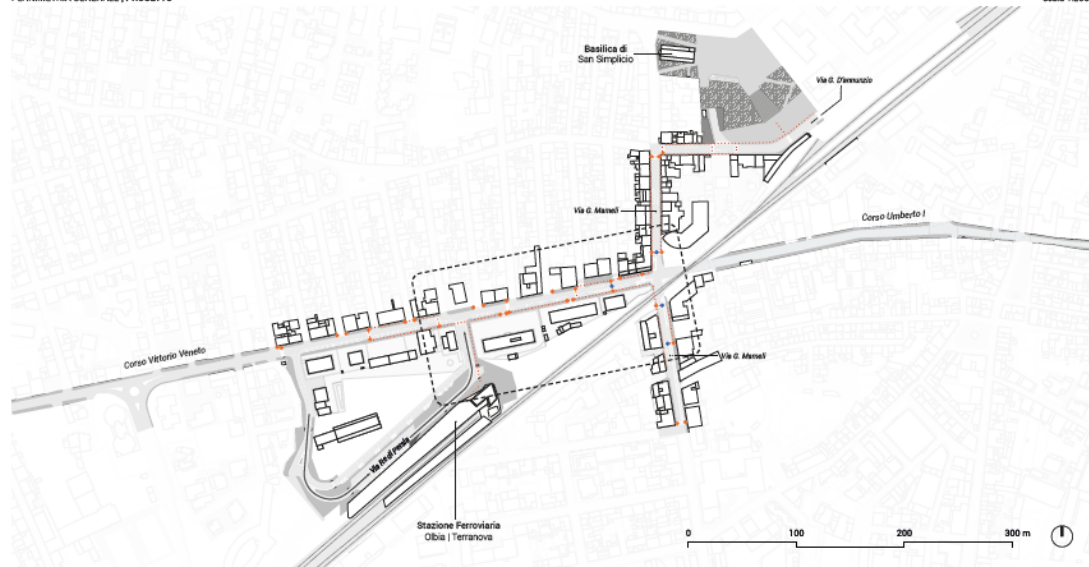 Basilica di
San Simplicio
Via G. D'Annunzio
Via G. Mameli
Corso Umberto I
Corso Vittorio Veneto
Via G. Mameli
Via Re di Persia
Stazione Ferroviaria
Olbia | Terranova
0 100 200 300 m